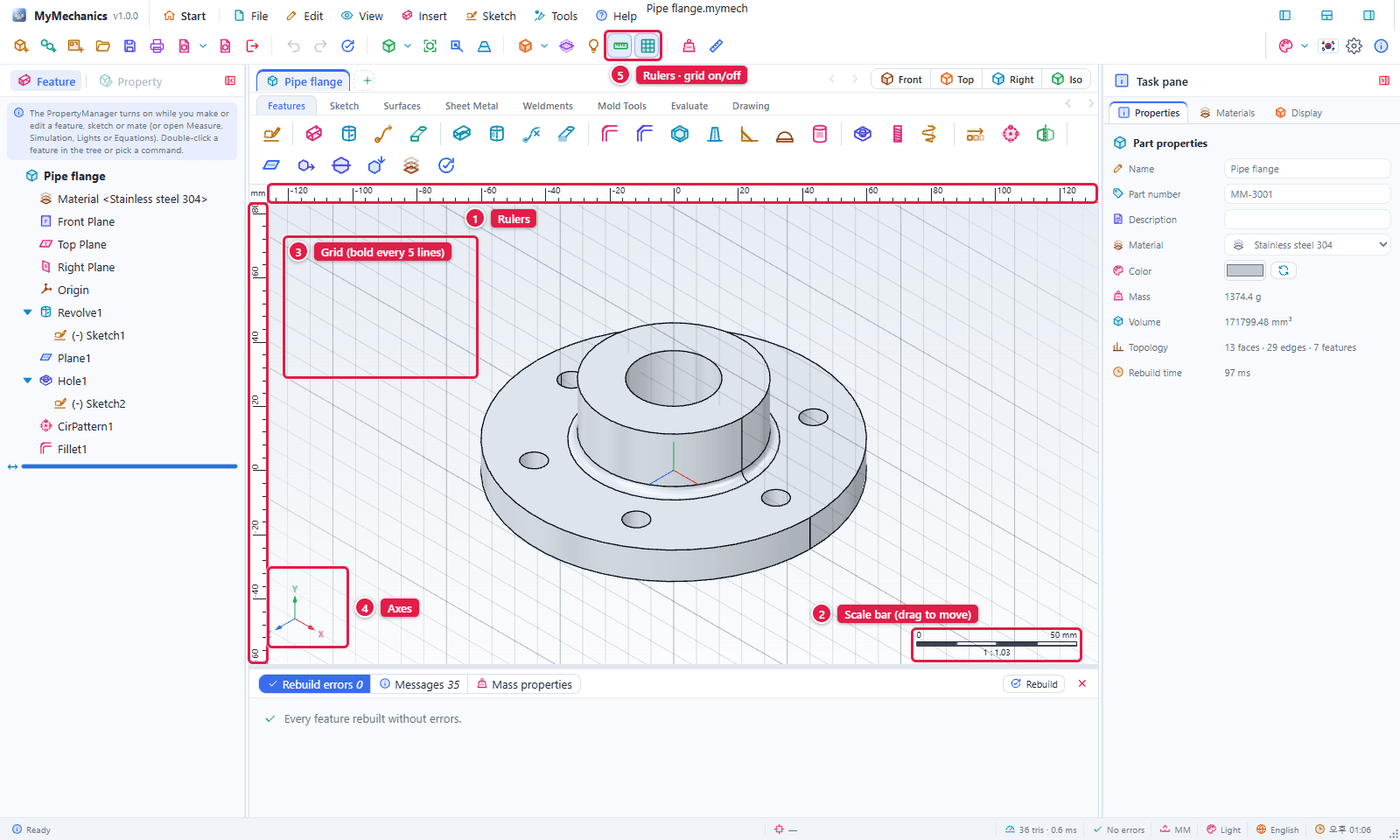 Pipe flange.mymech
MyMechanics v1.0.0 Start File Edit View Insert Sketch Tools Help
5 Rulers · grid on/off
Feature Property
The PropertyManager turns on while you make or edit a feature, sketch or mate (or open Measure, Simulation, Lights or Equations). Double-click a feature in the tree or pick a command.
Pipe flange
Material <Stainless steel 304>
Front Plane
Top Plane
Right Plane
Origin
Revolve1
(-) Sketch1
Plane1
Hole1
(-) Sketch2
CirPattern1
Fillet1
Pipe flange +
Front Top Right Iso
Features Sketch Surfaces Sheet Metal Weldments Mold Tools Evaluate Drawing
mm -120 -100 -80 -60 -40 -20 0 20 40 60 80 100 120
1 Rulers
3 Grid (bold every 5 lines)
80
160
140
120
0
-20
-40
60
4 Axes
Y
X
2 Scale bar (drag to move)
0 50 mm
1 : 1.03
Rebuild errors 0 Messages 35 Mass properties Rebuild
Every feature rebuilt without errors.
Task pane
Properties Materials Display
Part properties
Name Pipe flange
Part number MM-3001
Description
Material Stainless steel 304
Color
Mass 1374.4 g
Volume 171799.48 mm³
Topology 13 faces · 29 edges · 7 features
Rebuild time 97 ms
Ready — 36 tris · 0.6 ms No errors MM Light English 오후 01:06